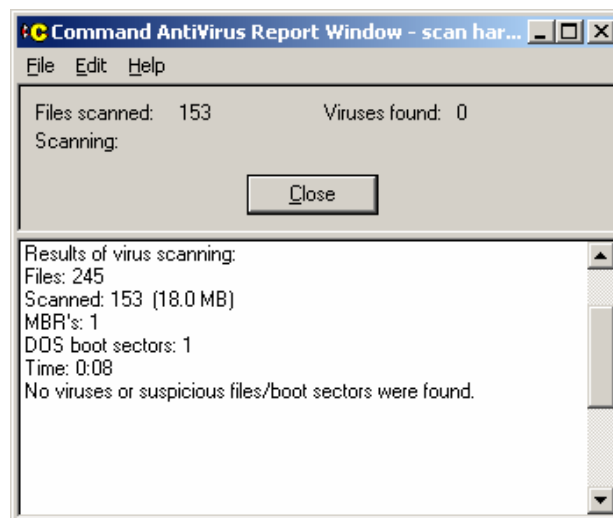 Command AntiVirus Report Window - scan har...
File Edit Help
Files scanned: 153 Viruses found: 0
Scanning:
Close
Results of virus scanning:
Files: 245
Scanned: 153 (18.0 MB)
MBR's: 1
DOS boot sectors: 1
Time: 0:08
No viruses or suspicious files/boot sectors were found.